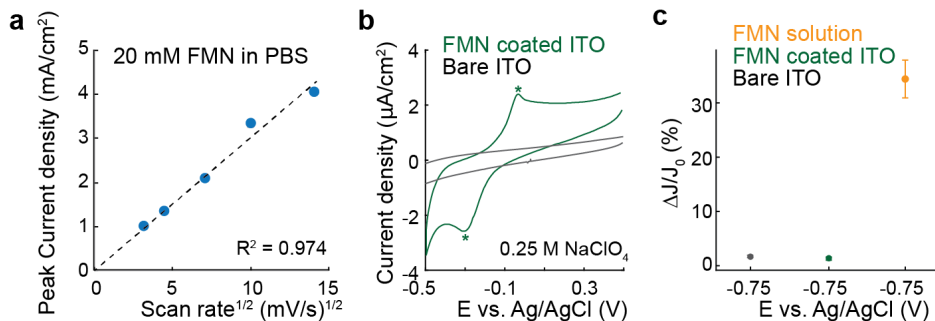 a
20 mM FMN in PBS
Peak Current density (mA/cm²)
5
4
3
2
1
0
R² = 0.974
0 5 10 15
Scan rate^1/2 (mV/s)^1/2
b
FMN coated ITO
Bare ITO
Current density (µA/cm²)
4
2
0
-2
-4
*
*
0.25 M NaClO₄
-0.5 -0.1 0.1 0.5
E vs. Ag/AgCl (V)
c
FMN solution
FMN coated ITO
Bare ITO
ΔJ/J₀ (%)
30
20
10
0
-0.75 -0.75 -0.75
E vs. Ag/AgCl (V)